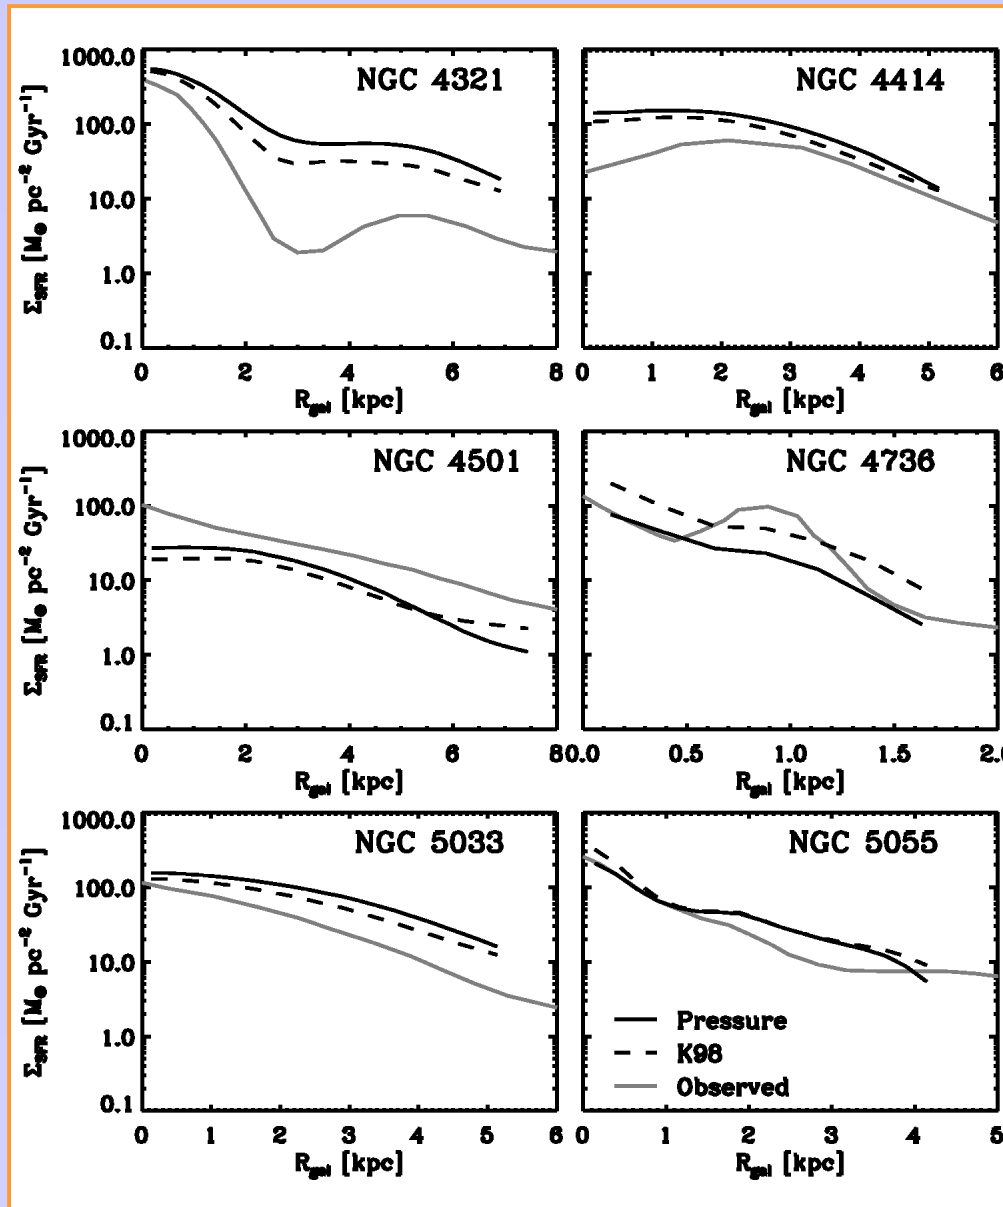 NGC 4321
1000.0
100.0
10.0
1.0
0.1
Σ_SFR [M☉ pc⁻² Gyr⁻¹]
0 2 4 6 8
R_gal [kpc]
NGC 4414
0 1 2 3 4 5 6
R_gal [kpc]
NGC 4501
1000.0
100.0
10.0
1.0
0.1
Σ_SFR [M☉ pc⁻² Gyr⁻¹]
0 2 4 6 8
R_gal [kpc]
NGC 4736
0.0 0.5 1.0 1.5 2.0
R_gal [kpc]
NGC 5033
1000.0
100.0
10.0
1.0
0.1
Σ_SFR [M☉ pc⁻² Gyr⁻¹]
0 1 2 3 4 5 6
R_gal [kpc]
NGC 5055
Pressure
K98
Observed
0 1 2 3 4 5
R_gal [kpc]